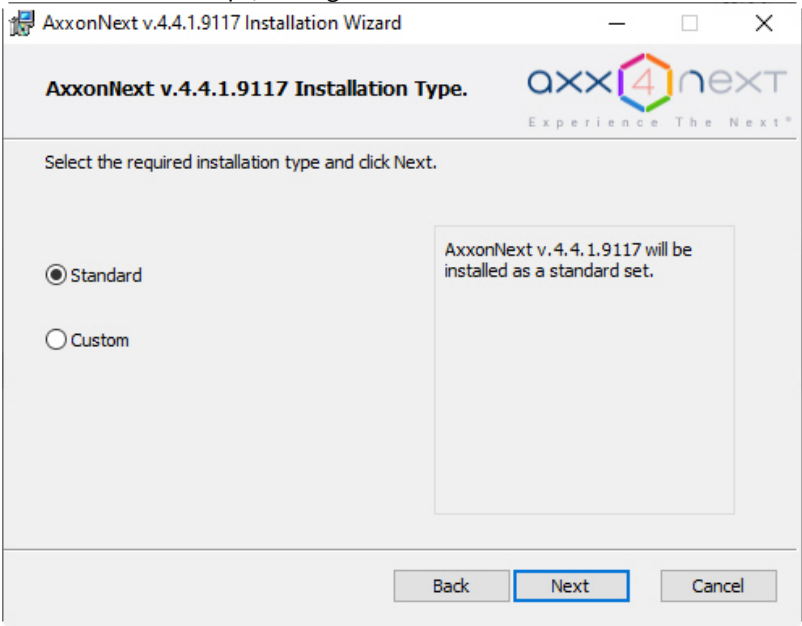 AxxonNext v.4.4.1.9117 Installation Wizard
AxxonNext v.4.4.1.9117 Installation Type.
axx4next
Experience The Next®
Select the required installation type and click Next.
Standard
Custom
AxxonNext v.4.4.1.9117 will be
installed as a standard set.
Back
Next
Cancel